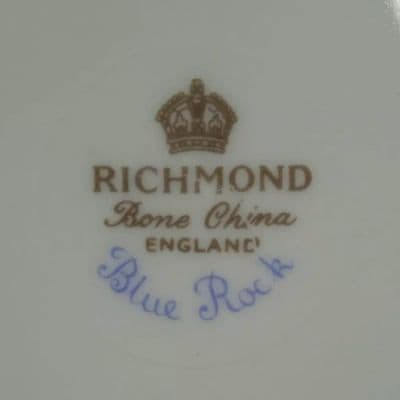 RICHMOND
Bone China
ENGLAND
Blue Rock